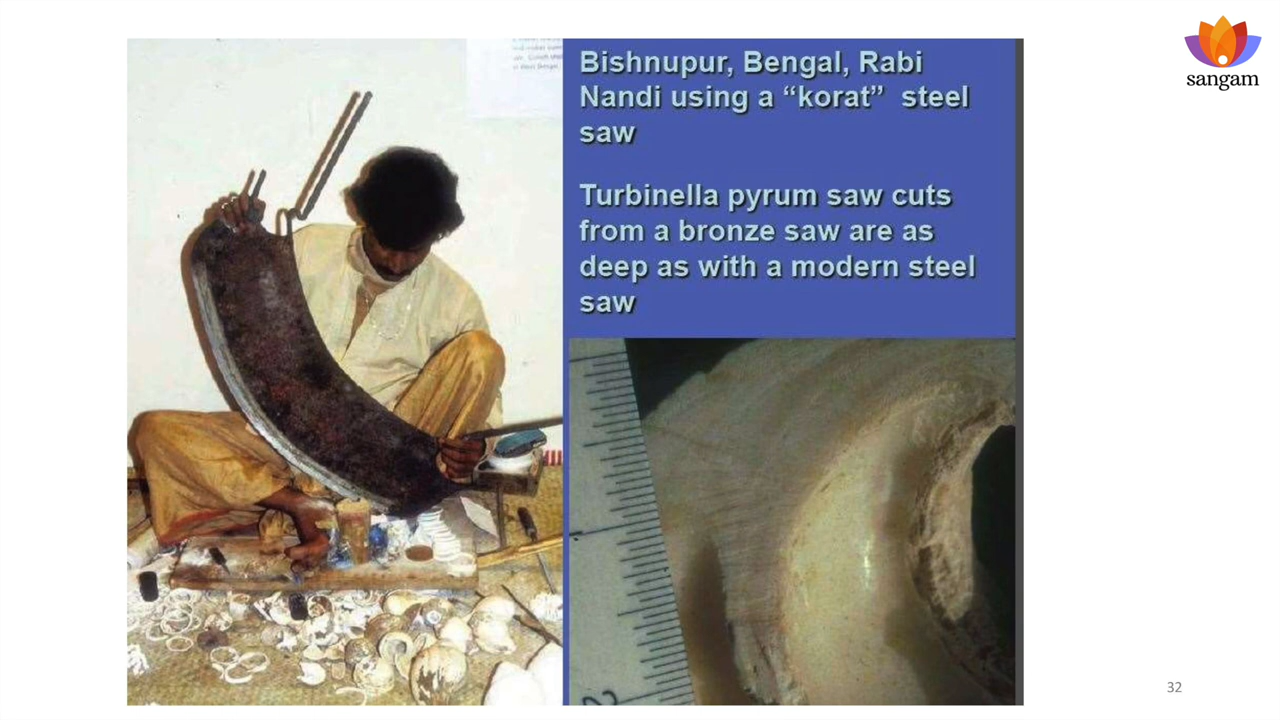 sangam
Bishnupur, Bengal, Rabi
Nandi using a “korat” steel
saw
Turbinella pyrum saw cuts
from a bronze saw are as
deep as with a modern steel
saw
2
32